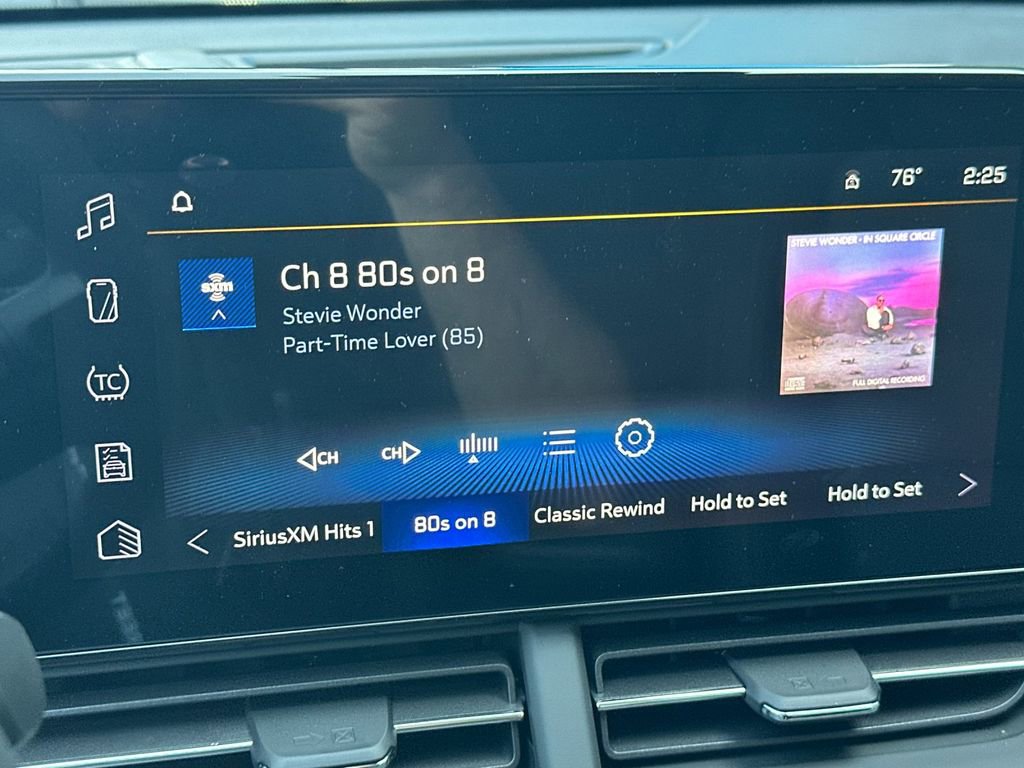 76° 2:25
sxm
Ch 8 80s on 8
Stevie Wonder
Part-Time Lover (85)
STEVIE WONDER · IN SQUARE CIRCLE
FULL DIGITAL RECORDING
TC
CH
CH
SiriusXM Hits 1
80s on 8
Classic Rewind
Hold to Set
Hold to Set